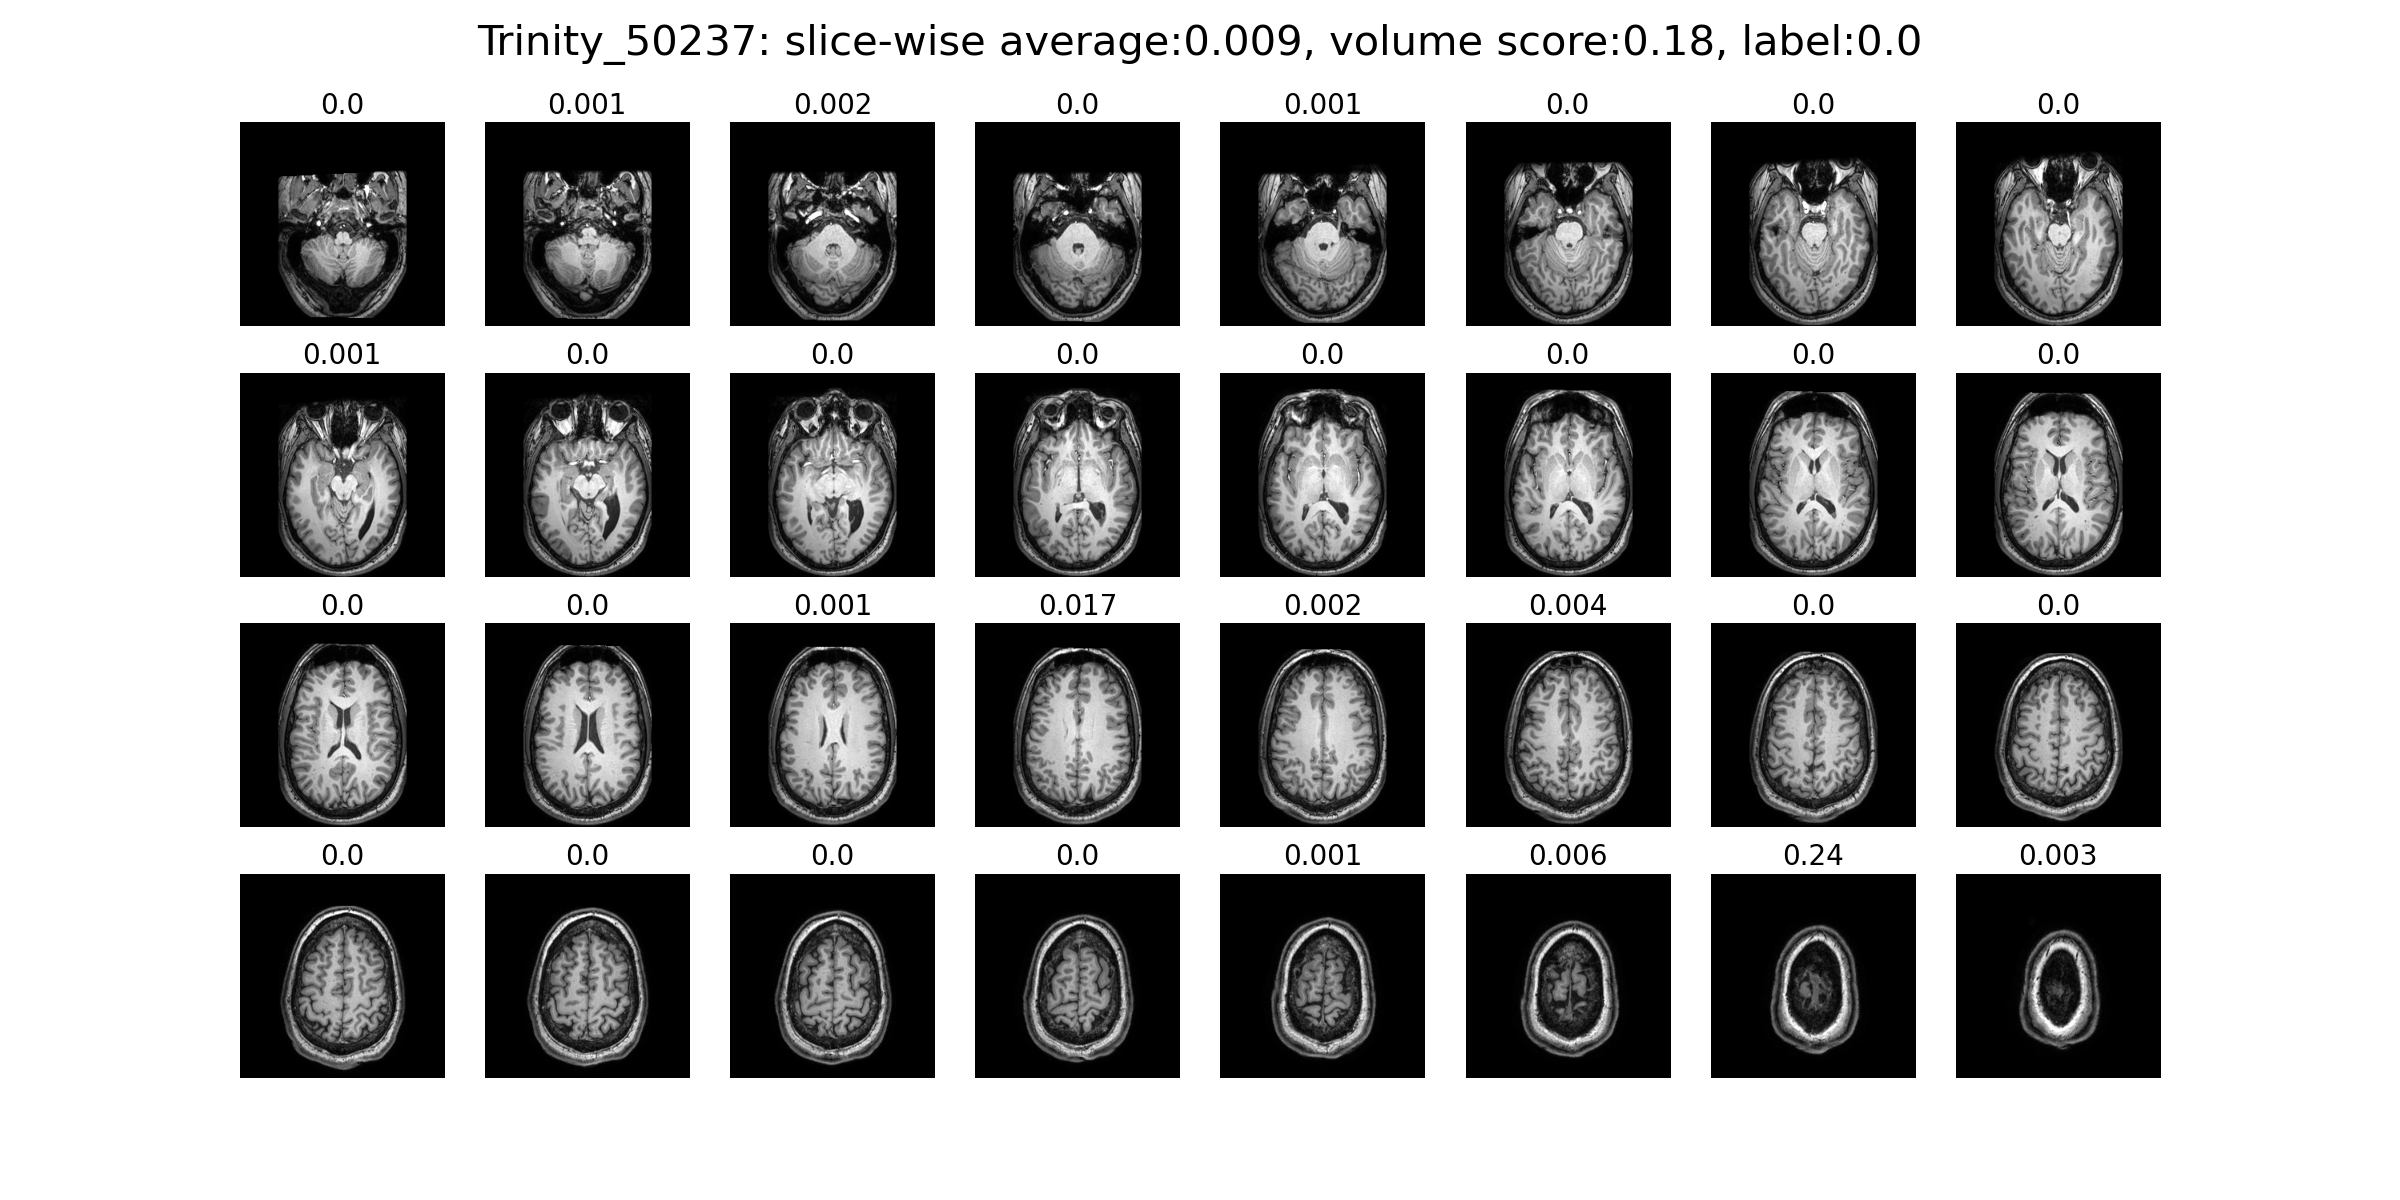 Trinity_50237: slice-wise average:0.009, volume score:0.18, label:0.0
0.0 0.001 0.002 0.0 0.001 0.0 0.0 0.0
0.001 0.0 0.0 0.0 0.0 0.0 0.0 0.0
0.0 0.0 0.001 0.017 0.002 0.004 0.0 0.0
0.0 0.0 0.0 0.0 0.001 0.006 0.24 0.003